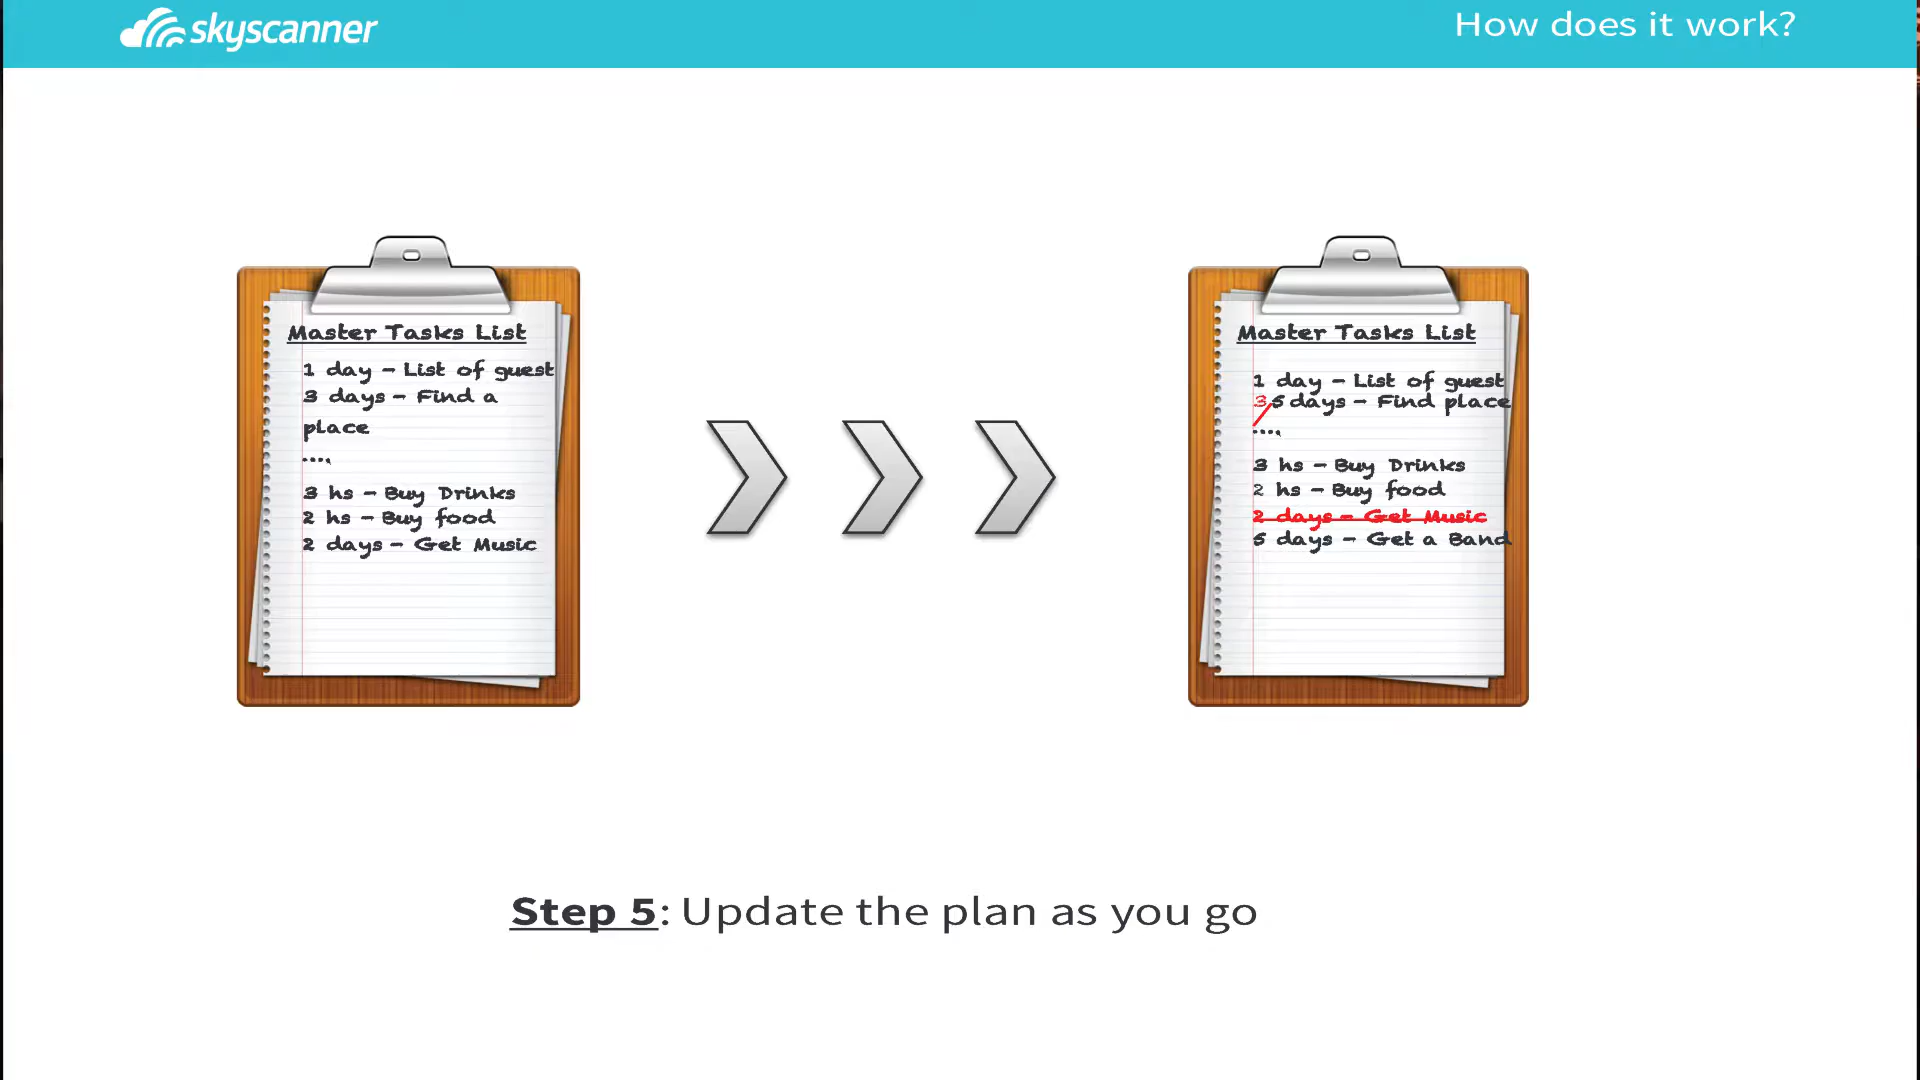 skyscanner
How does it work?
Master Tasks List
1 day - List of guest
3 days - Find a
place
....
3 hs - Buy Drinks
2 hs - Buy food
2 days - Get Music
Master Tasks List
1 day - List of guest
3 5 days - Find place
....
3 hs - Buy Drinks
2 hs - Buy food
2 days - Get Music
5 days - Get a Band
Step 5: Update the plan as you go